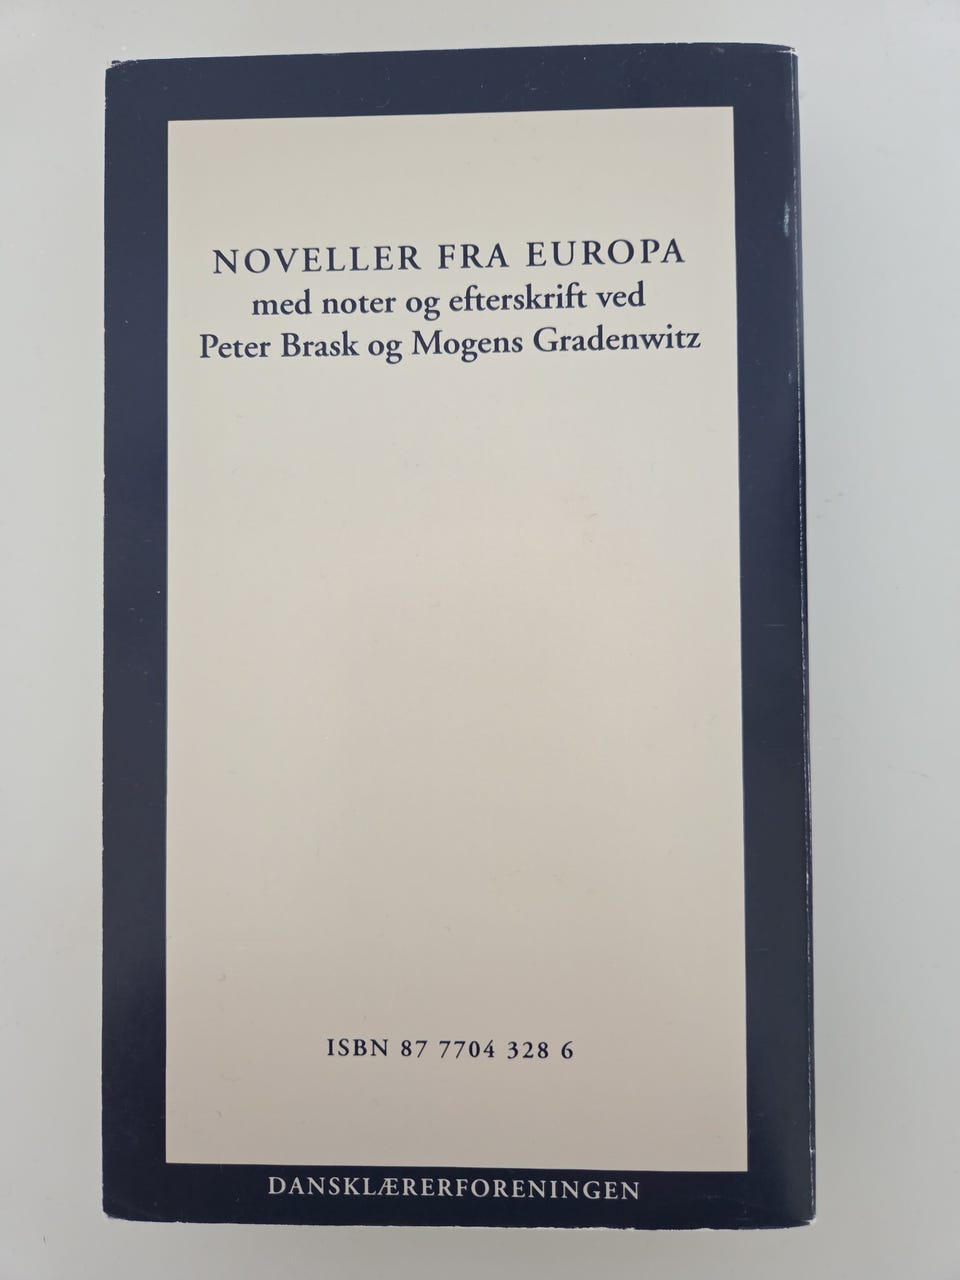 NOVELLER FRA EUROPA
med noter og efterskrift ved
Peter Brask og Mogens Gradenwitz
ISBN 87 7704 328 6
DANSKLÆRERFORENINGEN